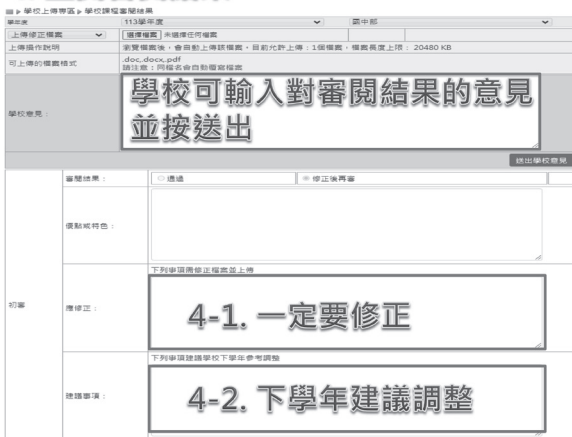 ▶ 學校上傳專區 ▶ 學校課程審閱結果
學年度 113學年度 國中部
上傳修正檔案 選擇檔案 未選擇任何檔案
上傳操作說明 瀏覽檔案後，會自動上傳該檔案，目前允許上傳：1個檔案，檔案長度上限： 20480 KB
可上傳的檔案格式 .doc,.docx,.pdf
請注意：同檔名會自動覆寫檔案
學校意見： 學校可輸入對審閱結果的意見
並按送出
送出學校意見
審閱結果： 通過 修正後再審
優點或特色：
下列事項需修正檔案並上傳
初審 應修正： 4-1. 一定要修正
下列事項建議學校下學年參考調整
建議事項： 4-2. 下學年建議調整